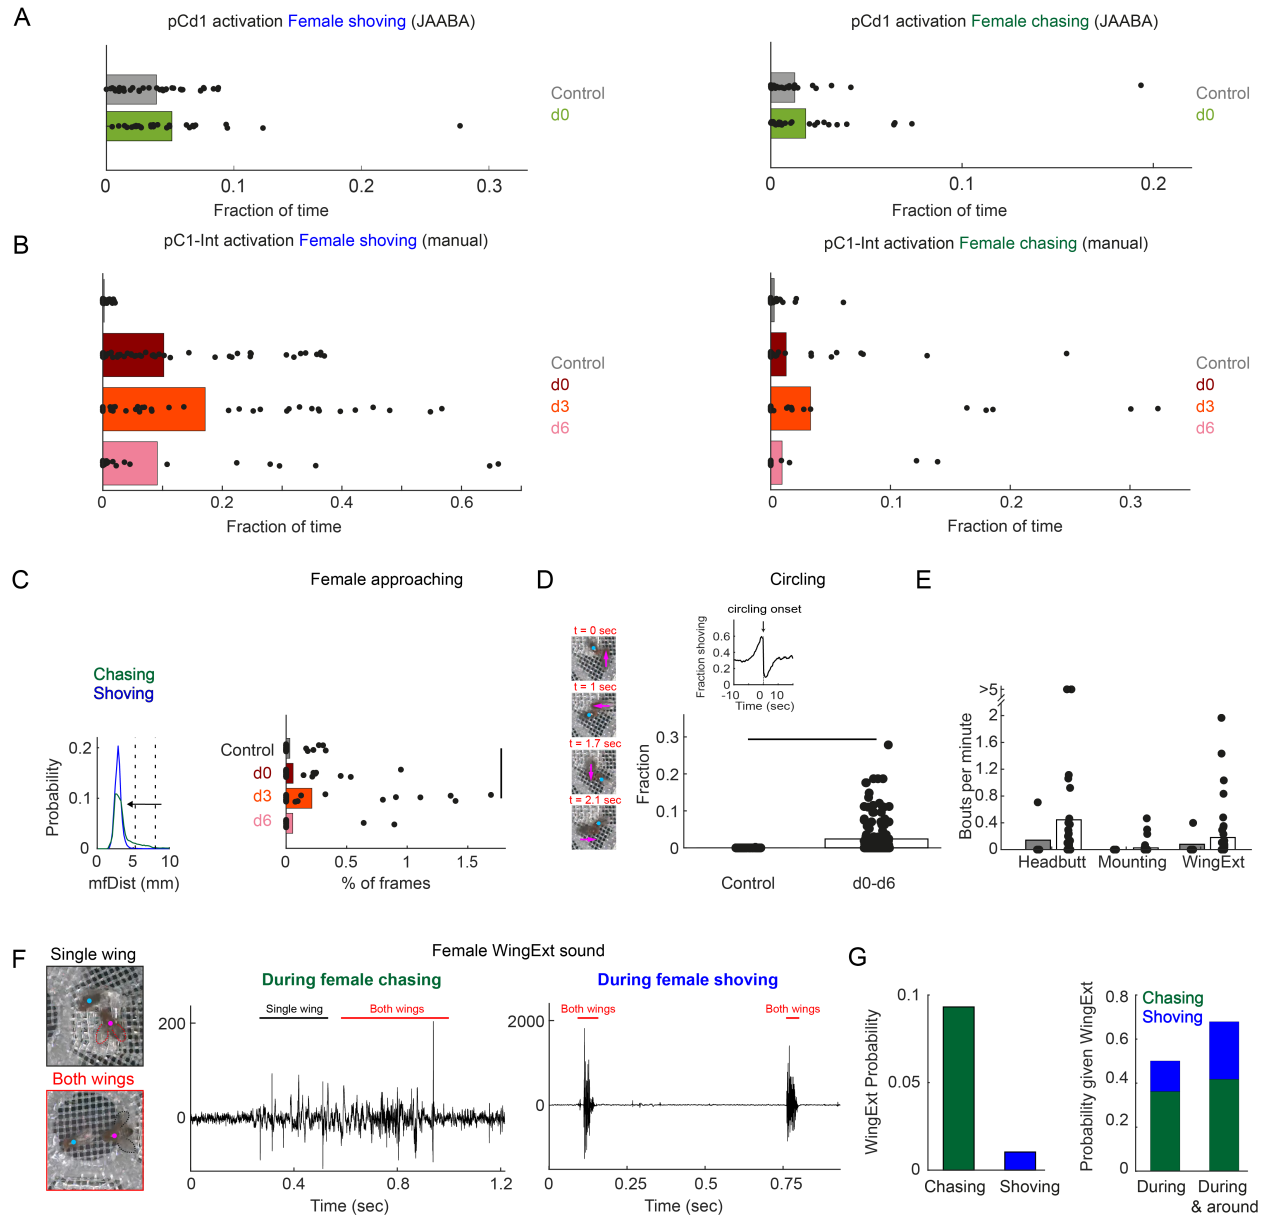 A
pCd1 activation Female shoving (JAABA)
pCd1 activation Female chasing (JAABA)
Control
d0
Control
d0
0 0.1 0.2 0.3
0 0.1 0.2
Fraction of time
Fraction of time
B
pC1-Int activation Female shoving (manual)
pC1-Int activation Female chasing (manual)
Control
d0
d3
d6
Control
d0
d3
d6
0 0.2 0.4 0.6
0 0.1 0.2 0.3
Fraction of time
Fraction of time
C
Female approaching
Chasing
Shoving
0.2
0.1
0
Probability
0 5 10
mfDist (mm)
Control
d0
d3
d6
0 0.5 1 1.5
% of frames
D
Circling
t = 0 sec
t = 1 sec
t = 1.7 sec
t = 2.1 sec
circling onset
Fraction shoving
0.6
0.4
0.2
0
-10 0 10
Time (sec)
Fraction
0.3
0.2
0.1
0
Control d0-d6
E
Bouts per minute
>5
2
1.6
1.2
0.8
0.4
0
Headbutt Mounting WingExt
F
Single wing
Both wings
Female WingExt sound
During female chasing
During female shoving
Single wing Both wings
Both wings Both wings
200
0
0 0.4 0.8 1.2
Time (sec)
2000
0
0 0.25 0.5 0.75
Time (sec)
G
WingExt Probability
0.1
0.05
0
Chasing Shoving
Probability given WingExt
Chasing
Shoving
0.8
0.6
0.4
0.2
0
During During
& around